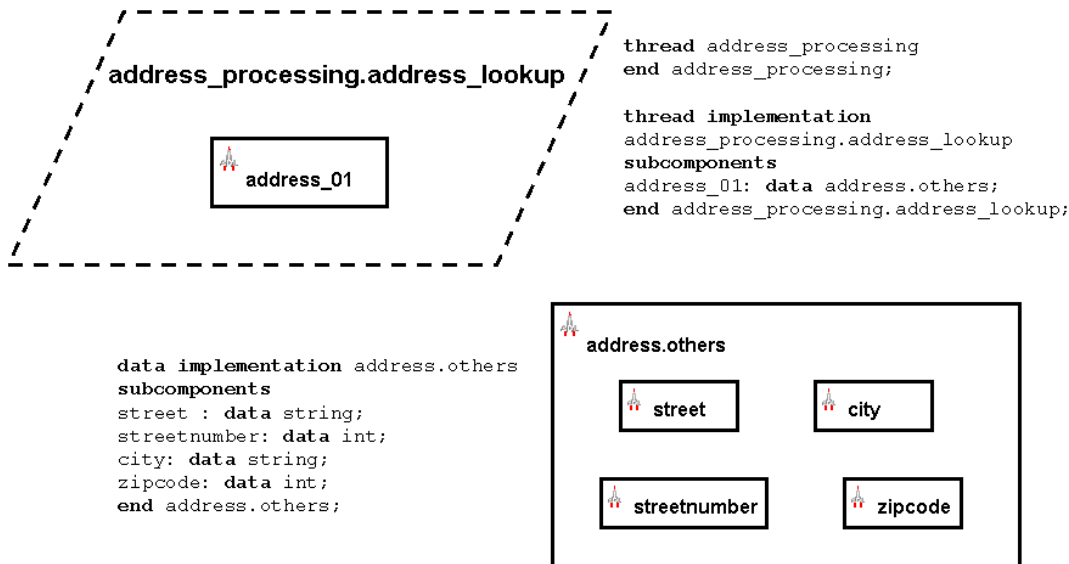 address_processing.address_lookup
address_01
thread address_processing
end address_processing;
thread implementation
address_processing.address_lookup
subcomponents
address_01: data address.others;
end address_processing.address_lookup;
data implementation address.others
subcomponents
street : data string;
streetnumber: data int;
city: data string;
zipcode: data int;
end address.others;
address.others
street
city
streetnumber
zipcode